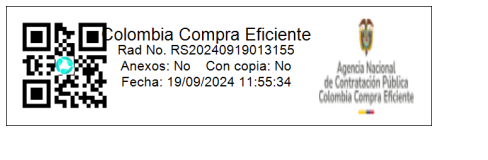 Colombia Compra Eficiente
Rad No. RS20240919013155
Anexos: No Con copia: No
Fecha: 19/09/2024 11:55:34
Agencia Nacional
de Contratación Pública
Colombia Compra Eficiente